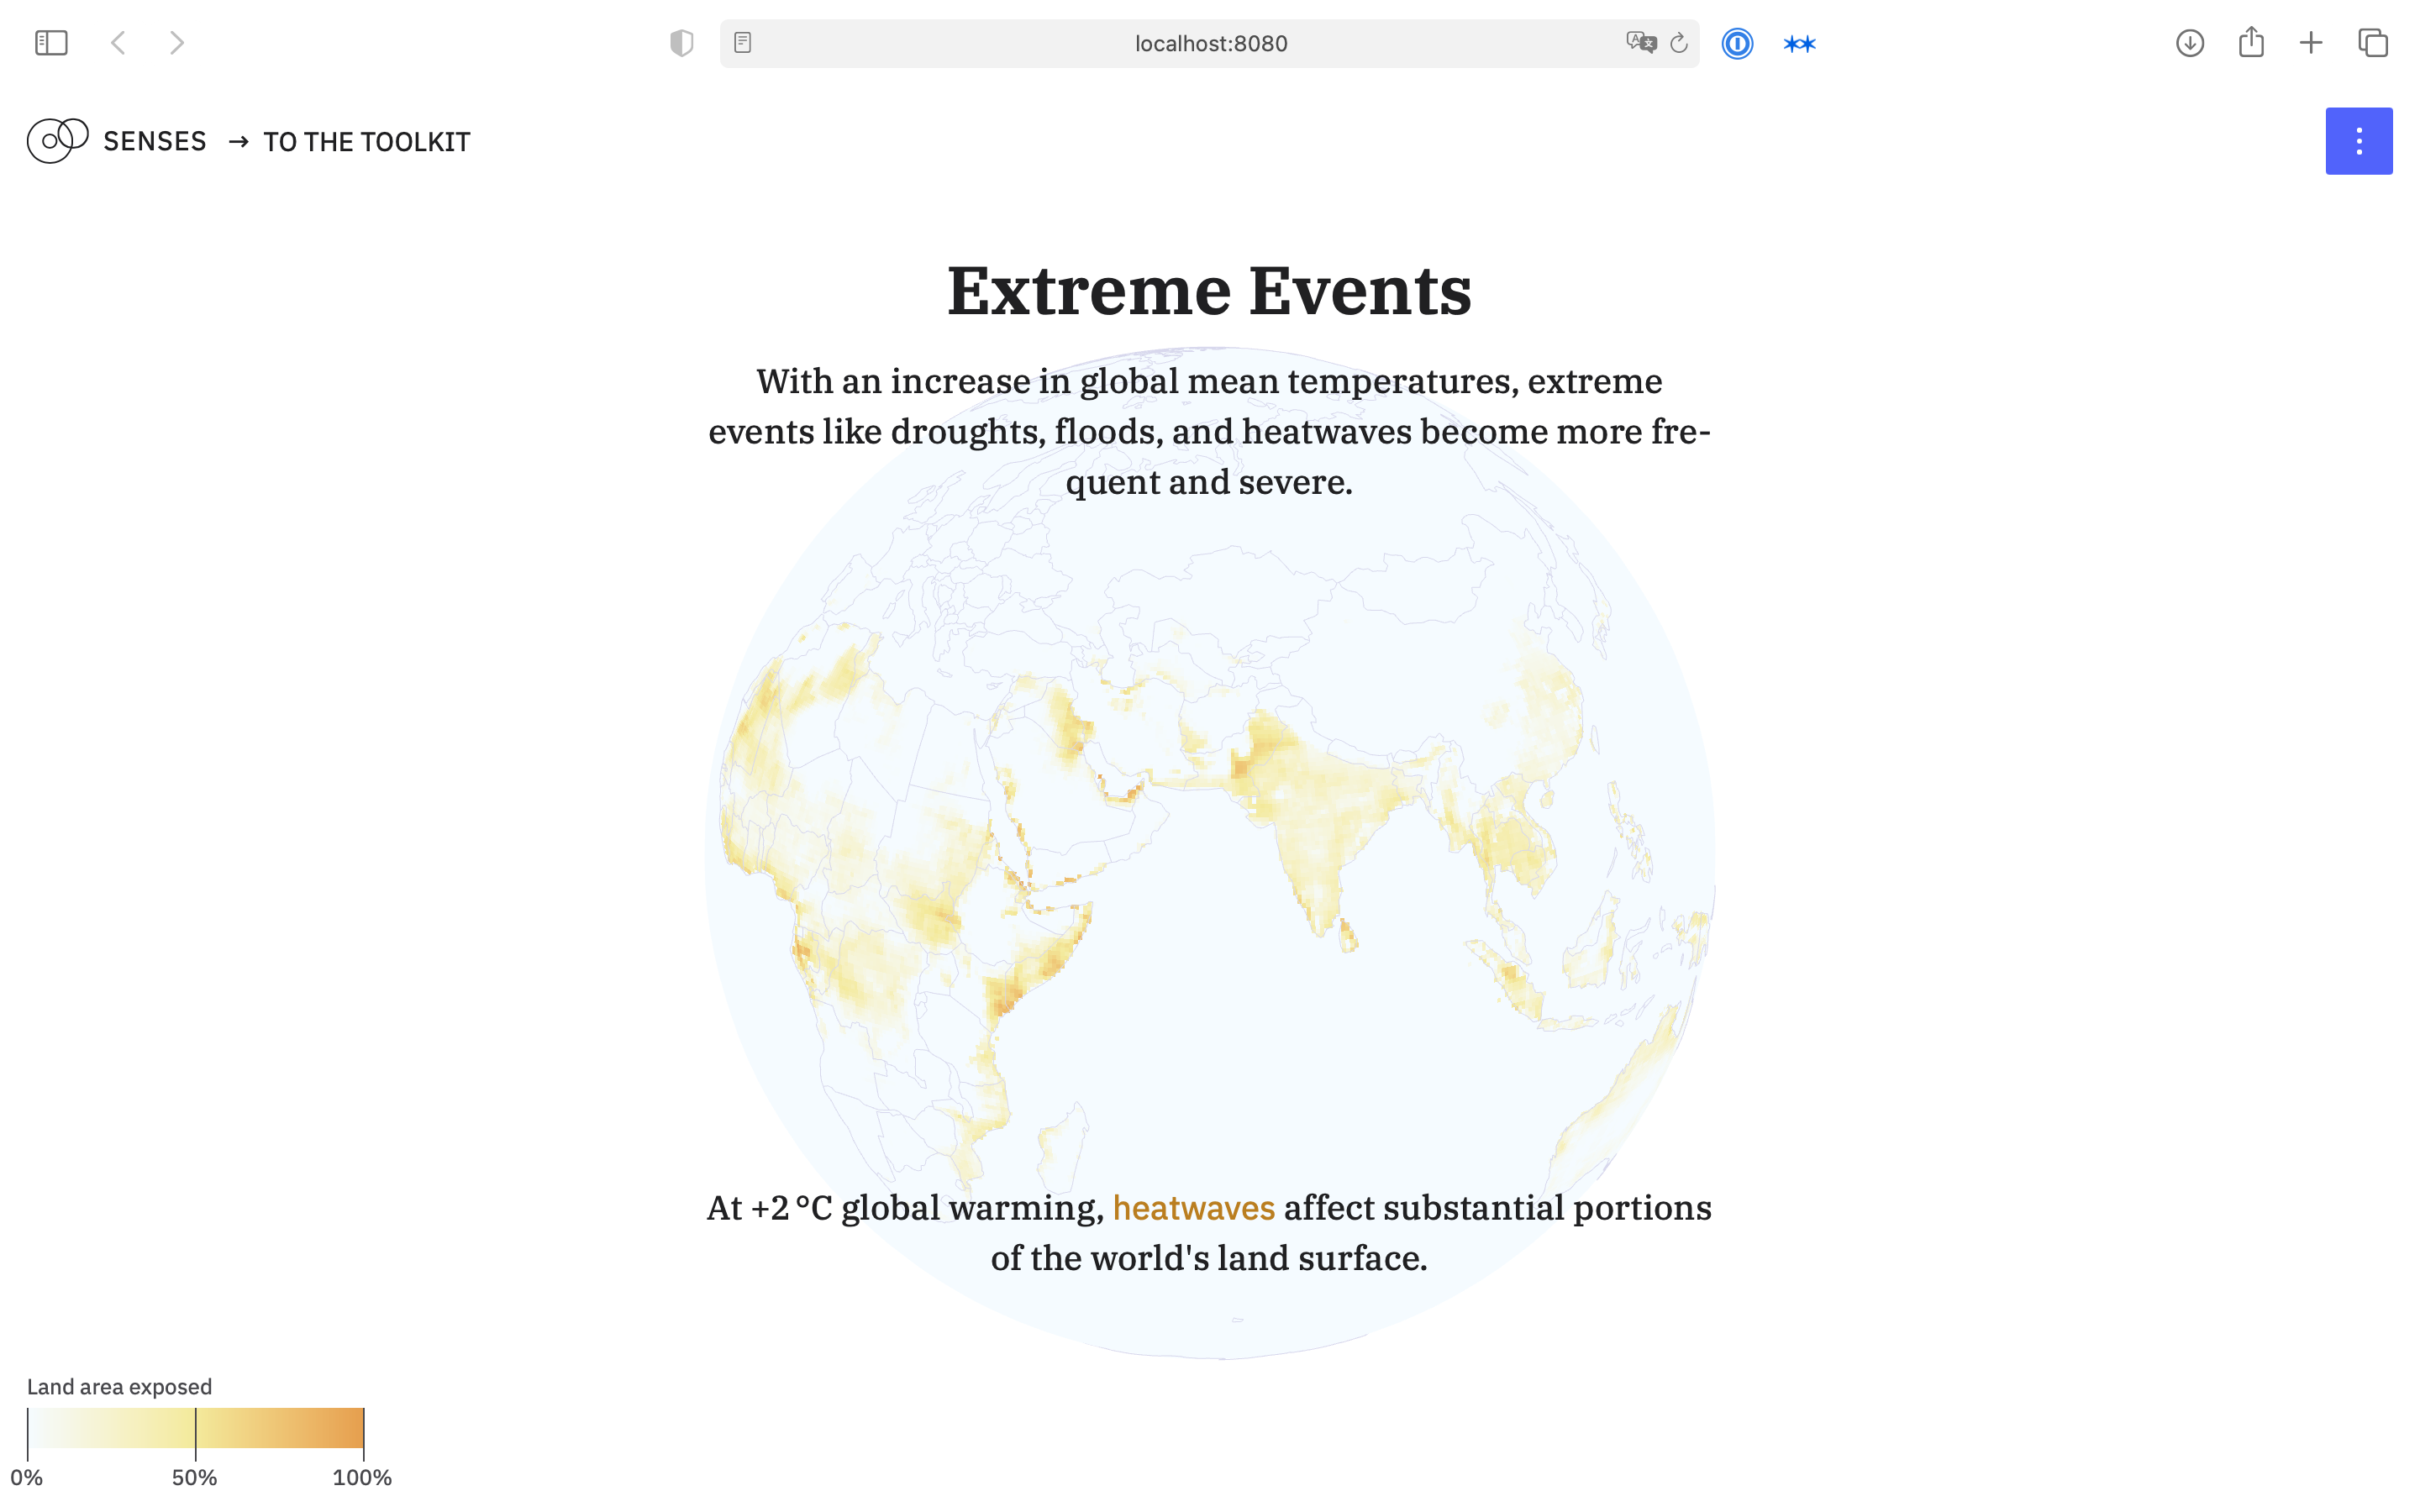 localhost:8080
SENSES → TO THE TOOLKIT
Extreme Events
With an increase in global mean temperatures, extreme
events like droughts, floods, and heatwaves become more fre-
quent and severe.
At +2 °C global warming, heatwaves affect substantial portions
of the world's land surface.
Land area exposed
0% 50% 100%